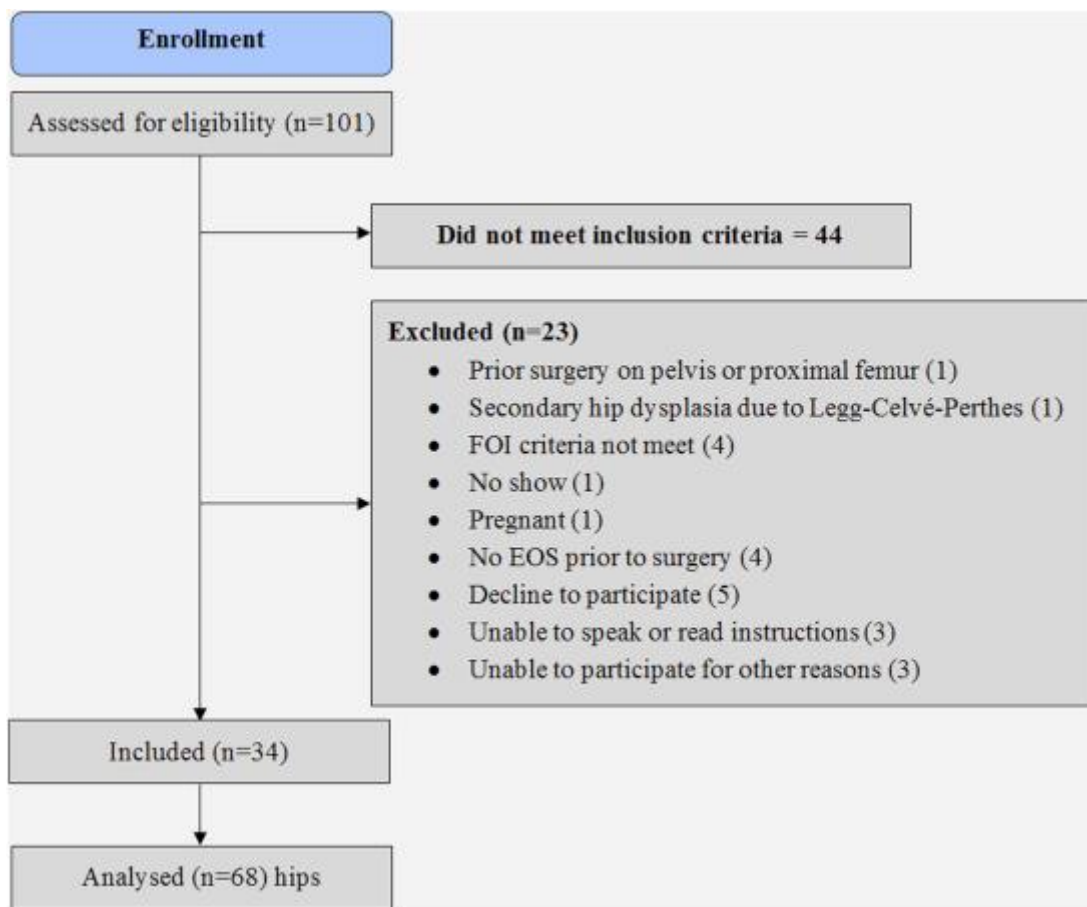 Enrollment
Assessed for eligibility (n=101)
Did not meet inclusion criteria = 44
Excluded (n=23)
• Prior surgery on pelvis or proximal femur (1)
• Secondary hip dysplasia due to Legg-Celvé-Perthes (1)
• FOI criteria not meet (4)
• No show (1)
• Pregnant (1)
• No EOS prior to surgery (4)
• Decline to participate (5)
• Unable to speak or read instructions (3)
• Unable to participate for other reasons (3)
Included (n=34)
Analysed (n=68) hips